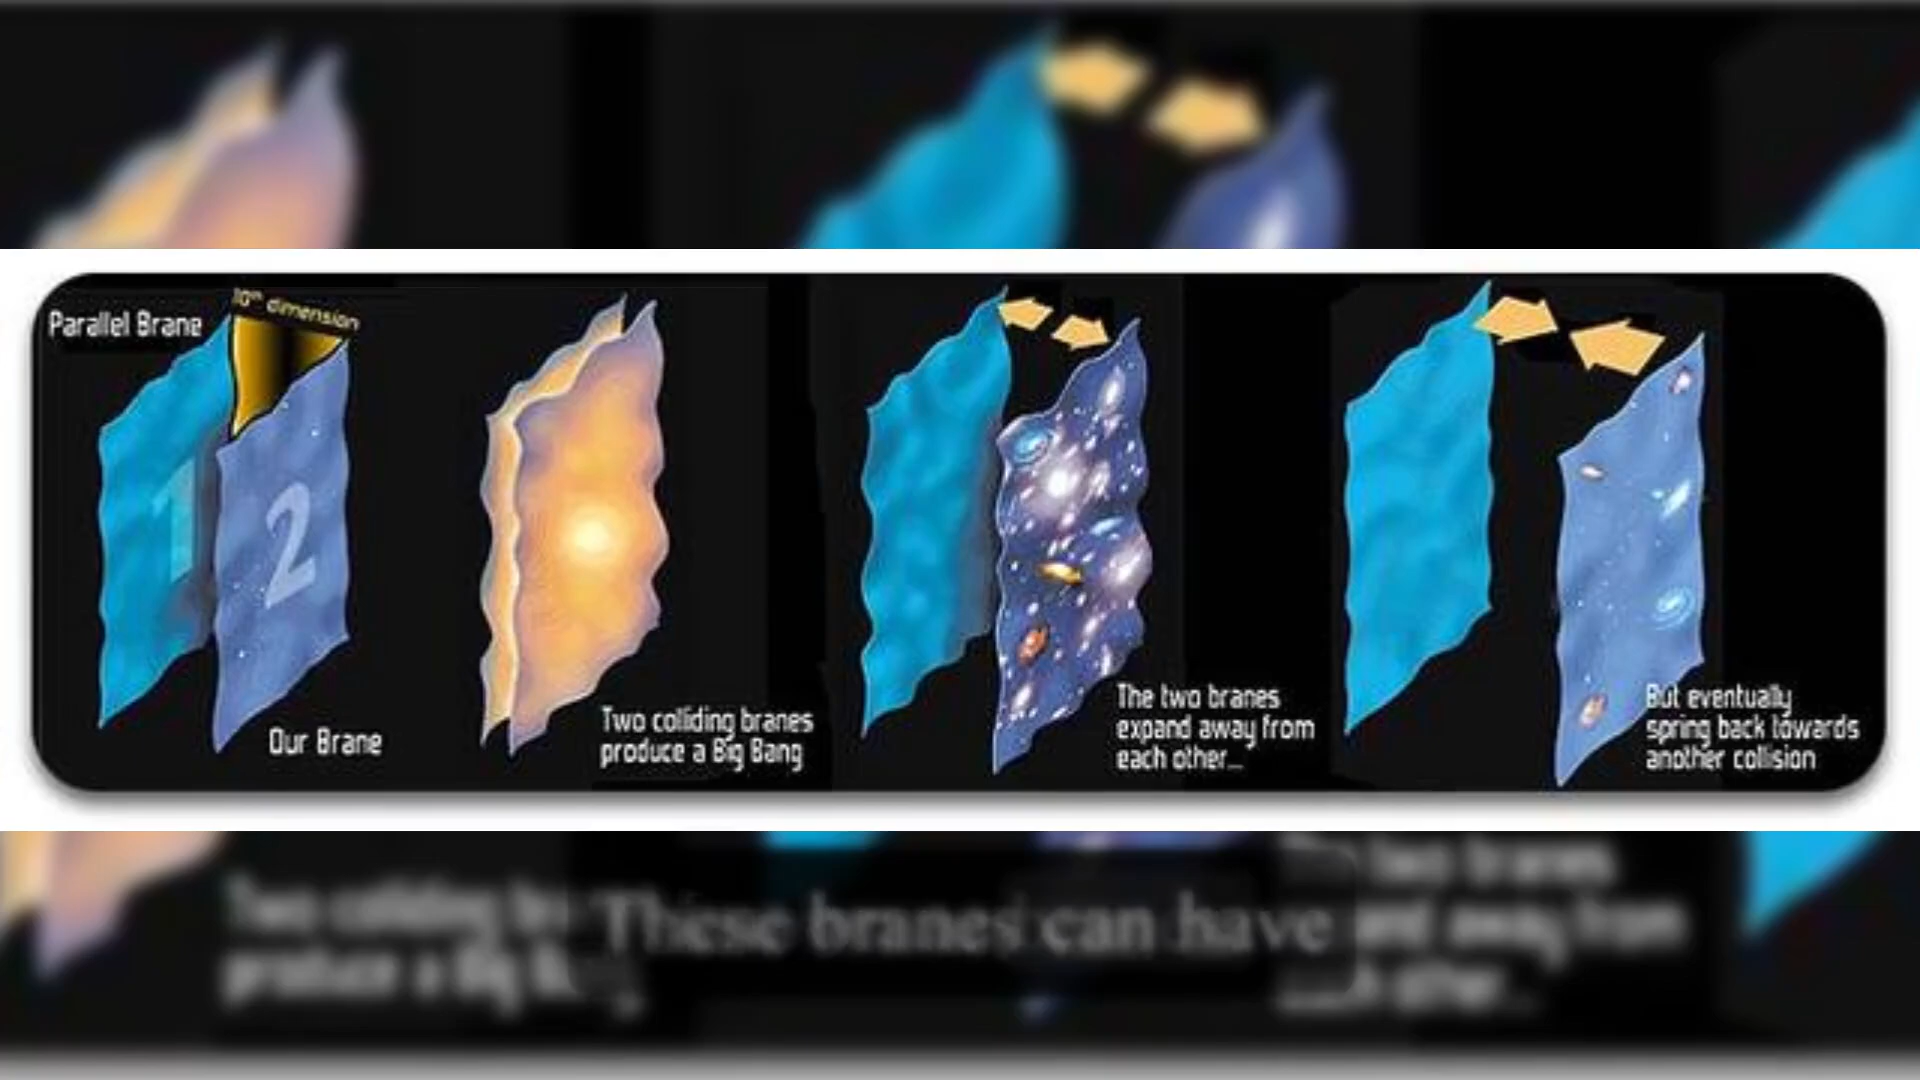 Parallel Brane
10th dimension
1
2
Our Brane
Two colliding branes
produce a Big Bang
The two branes
expand away from
each other...
But eventually
spring back towards
another collision
These branes can have